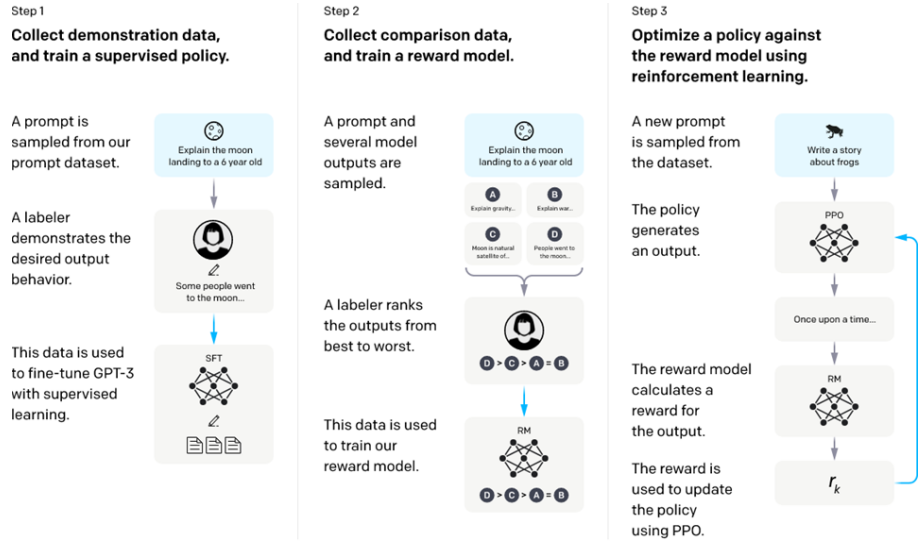 Step 1
Collect demonstration data,
and train a supervised policy.
A prompt is
sampled from our
prompt dataset.
Explain the moon
landing to a 6 year old
A labeler
demonstrates the
desired output
behavior.
Some people went
to the moon...
This data is used
to fine-tune GPT-3
with supervised
learning.
SFT
Step 2
Collect comparison data,
and train a reward model.
A prompt and
several model
outputs are
sampled.
Explain the moon
landing to a 6 year old
A
Explain gravity...
B
Explain war...
C
Moon is natural
satellite of...
D
People went to
the moon...
A labeler ranks
the outputs from
best to worst.
D > C > A = B
This data is used
to train our
reward model.
RM
D > C > A = B
Step 3
Optimize a policy against
the reward model using
reinforcement learning.
A new prompt
is sampled from
the dataset.
Write a story
about frogs
The policy
generates
an output.
PPO
Once upon a time...
The reward model
calculates a
reward for
the output.
RM
The reward is
used to update
the policy
using PPO.
rk